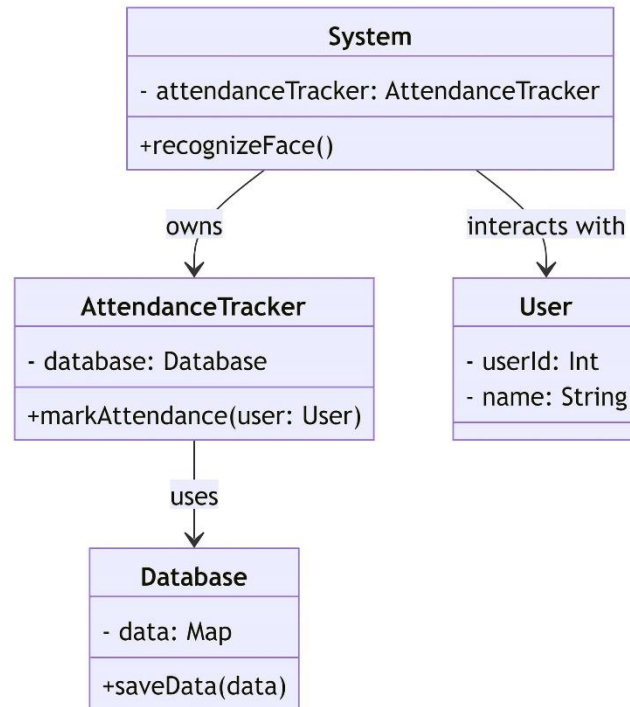 System
- attendanceTracker: AttendanceTracker
+recognizeFace()
owns
interacts with
AttendanceTracker
- database: Database
+markAttendance(user: User)
User
- userId: Int
- name: String
uses
Database
- data: Map
+saveData(data)